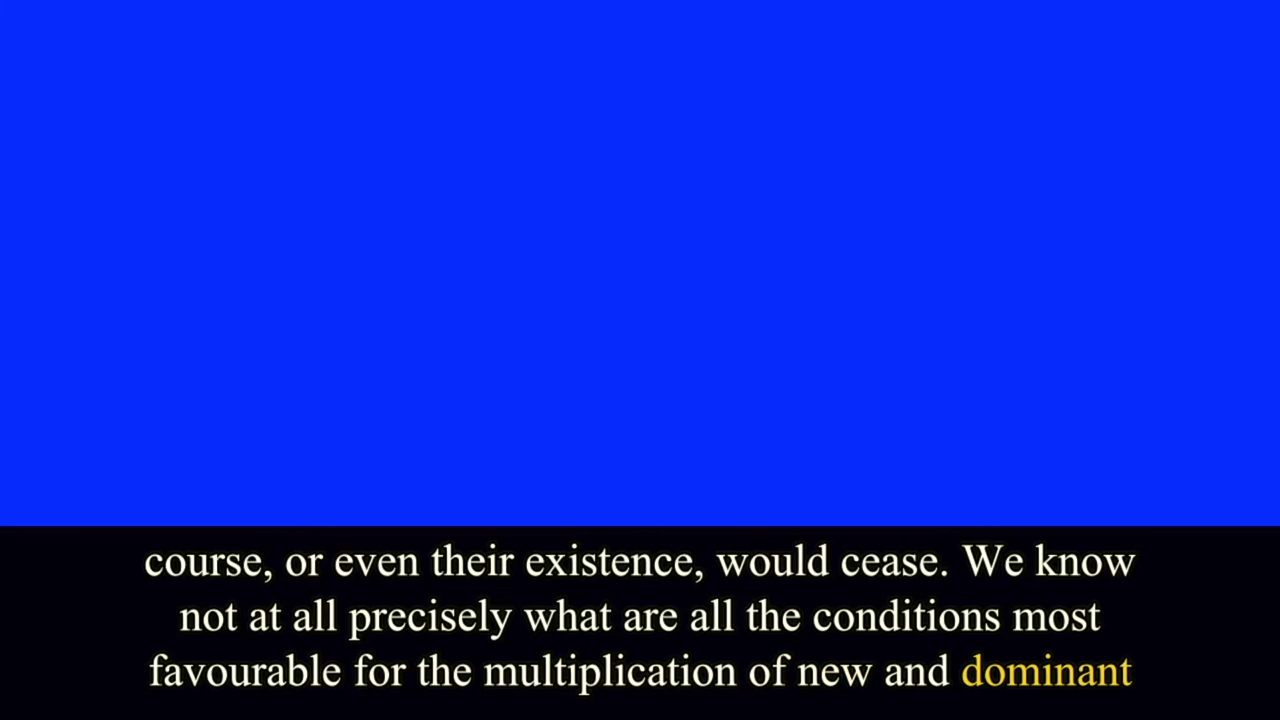 course, or even their existence, would cease. We know
not at all precisely what are all the conditions most
favourable for the multiplication of new and dominant